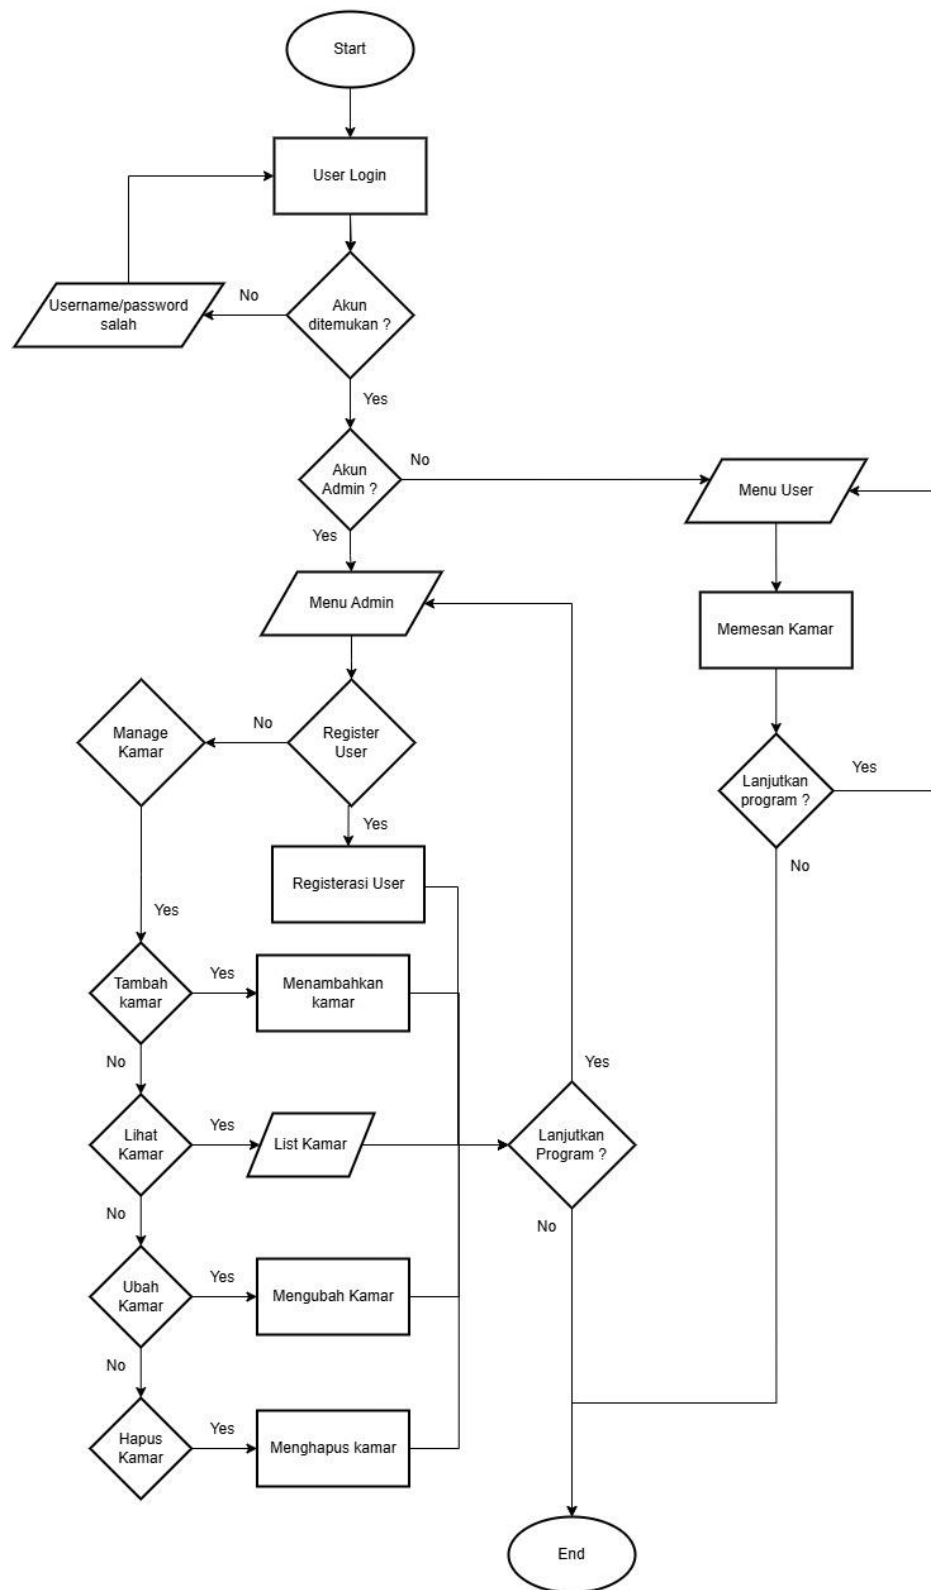 Start
User Login
Username/password
salah
No
Akun
ditemukan ?
Yes
Akun
Admin ?
No
Menu User
Yes
Menu Admin
Memesan Kamar
Manage
Kamar
No
Register
User
Lanjutkan
program ?
Yes
Yes
No
Registerasi User
Yes
Tambah
kamar
Yes
Menambahkan
kamar
No
Yes
Lihat
Kamar
Yes
List Kamar
Lanjutkan
Program ?
No
No
Ubah
Kamar
Yes
Mengubah Kamar
No
Hapus
Kamar
Yes
Menghapus kamar
End